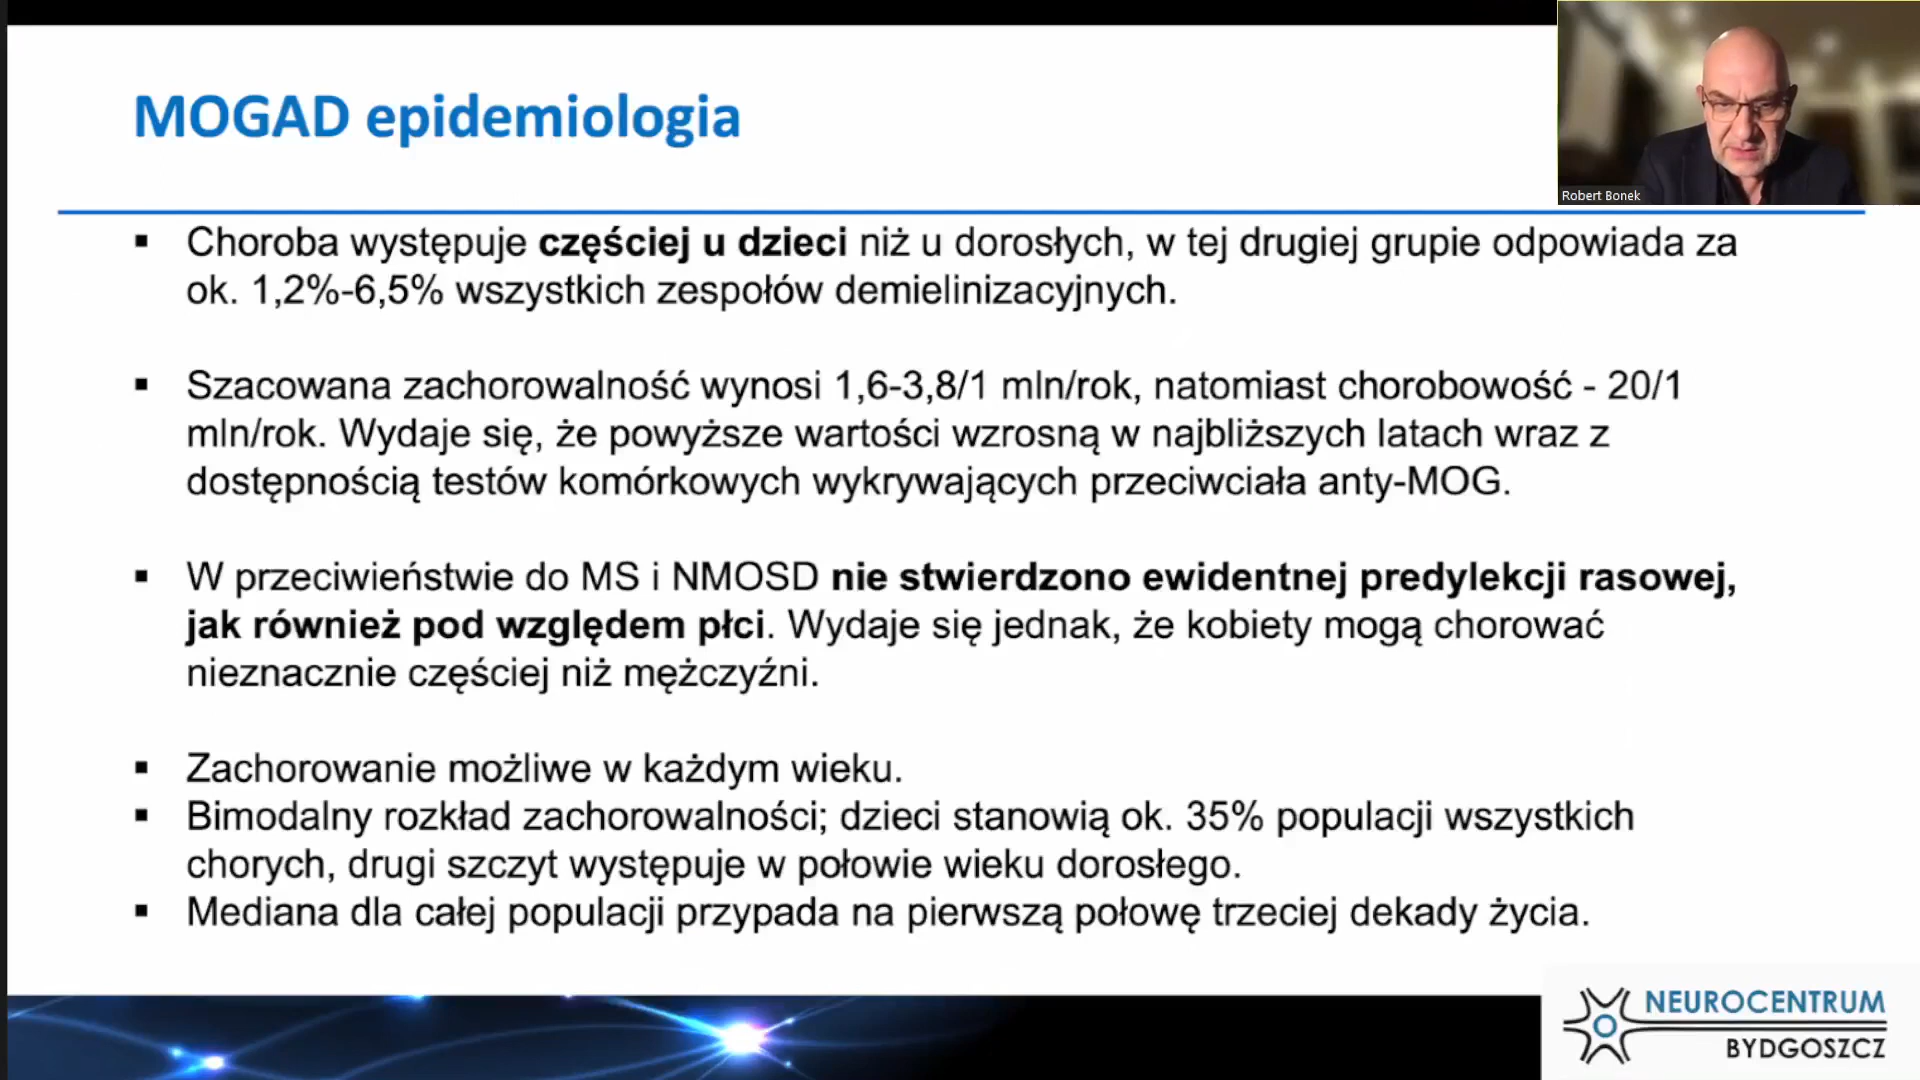 MOGAD epidemiologia
Robert Bonek
▪ Choroba występuje częściej u dzieci niż u dorosłych, w tej drugiej grupie odpowiada za
ok. 1,2%-6,5% wszystkich zespołów demielinizacyjnych.
▪ Szacowana zachorowalność wynosi 1,6-3,8/1 mln/rok, natomiast chorobowość - 20/1
mln/rok. Wydaje się, że powyższe wartości wzrosną w najbliższych latach wraz z
dostępnością testów komórkowych wykrywających przeciwciała anty-MOG.
▪ W przeciwieństwie do MS i NMOSD nie stwierdzono ewidentnej predylekcji rasowej,
jak również pod względem płci. Wydaje się jednak, że kobiety mogą chorować
nieznacznie częściej niż mężczyźni.
▪ Zachorowanie możliwe w każdym wieku.
▪ Bimodalny rozkład zachorowalności; dzieci stanowią ok. 35% populacji wszystkich
chorych, drugi szczyt występuje w połowie wieku dorosłego.
▪ Mediana dla całej populacji przypada na pierwszą połowę trzeciej dekady życia.
NEUROCENTRUM
BYDGOSZCZ